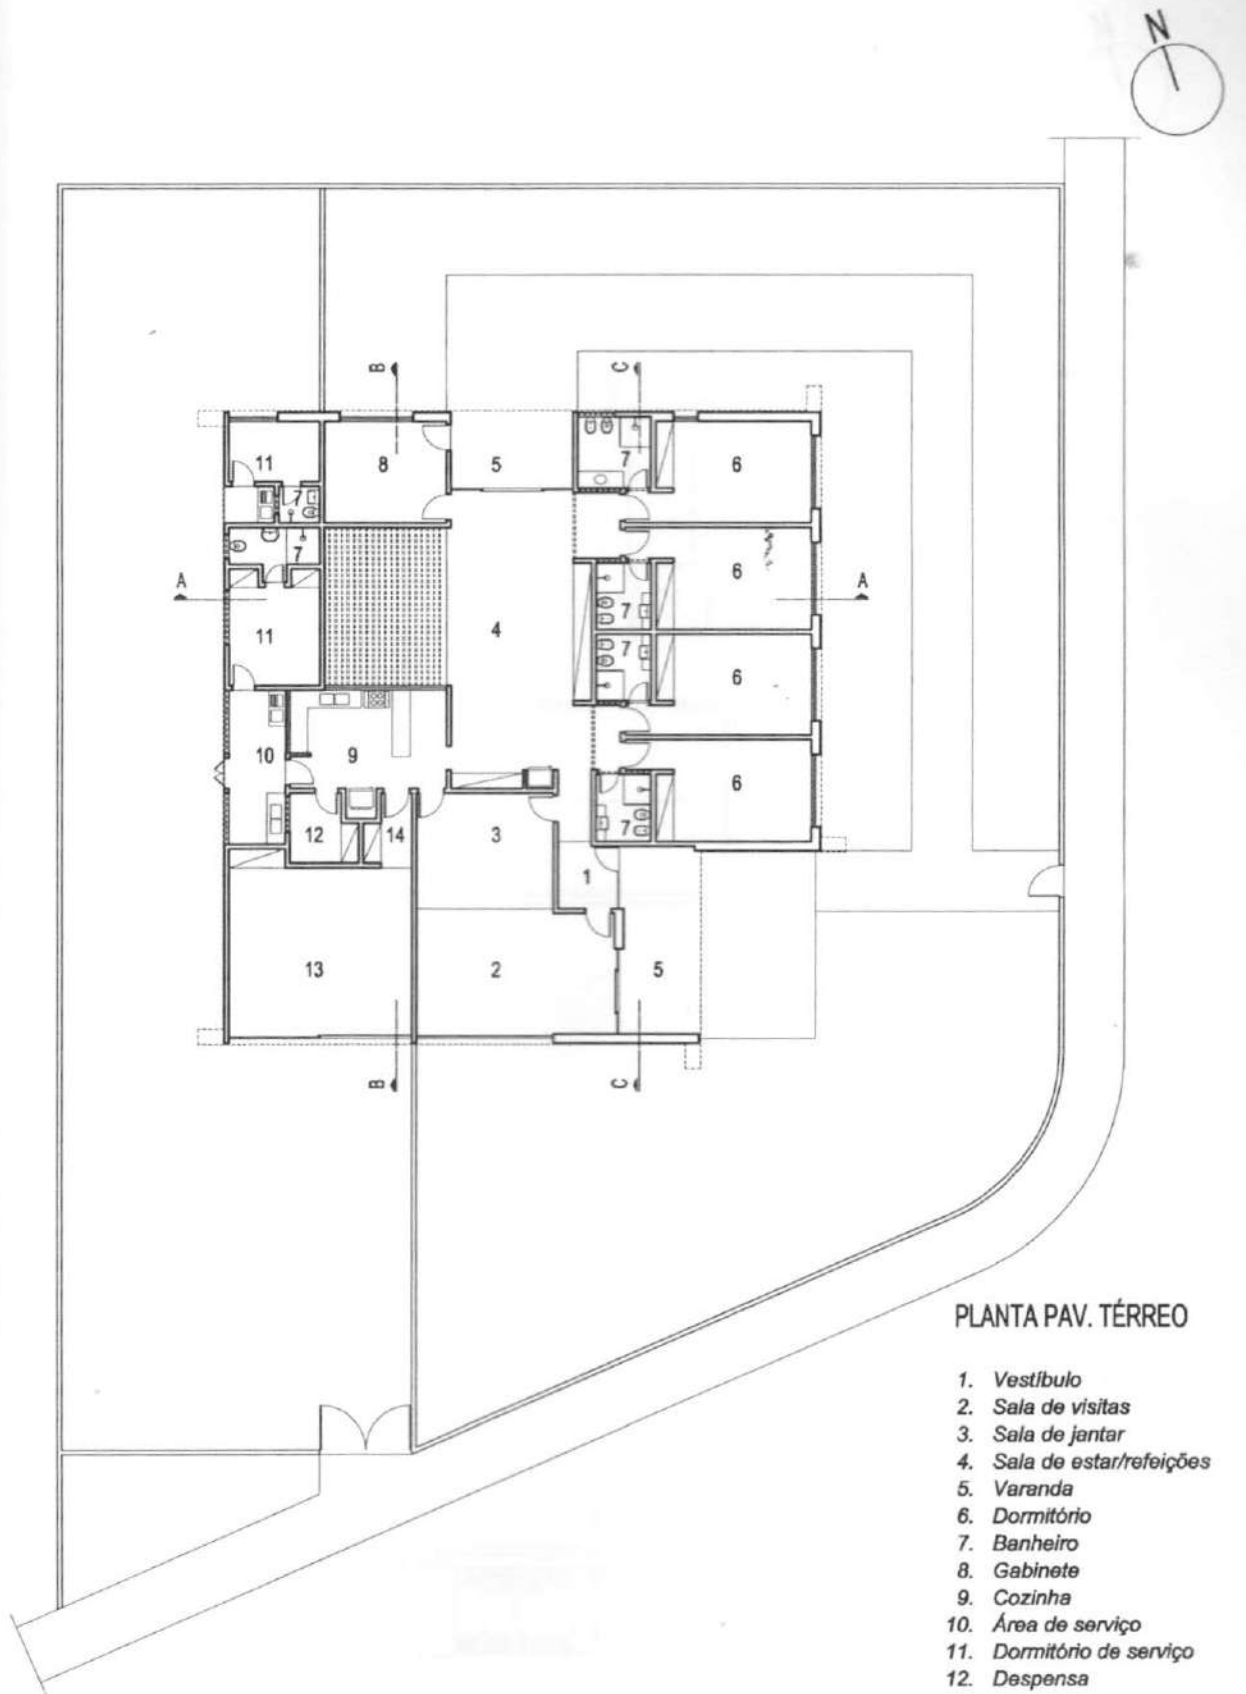 N
B
C
11
8
5
7
6
7
7
A
6
A
11
4
7
7
6
10
9
6
12
14
3
7
1
13
2
5
B
C
PLANTA PAV. TÉRREO
1. Vestíbulo
2. Sala de visitas
3. Sala de jantar
4. Sala de estar/refeições
5. Varanda
6. Dormitório
7. Banheiro
8. Gabinete
9. Cozinha
10. Área de serviço
11. Dormitório de serviço
12. Despensa